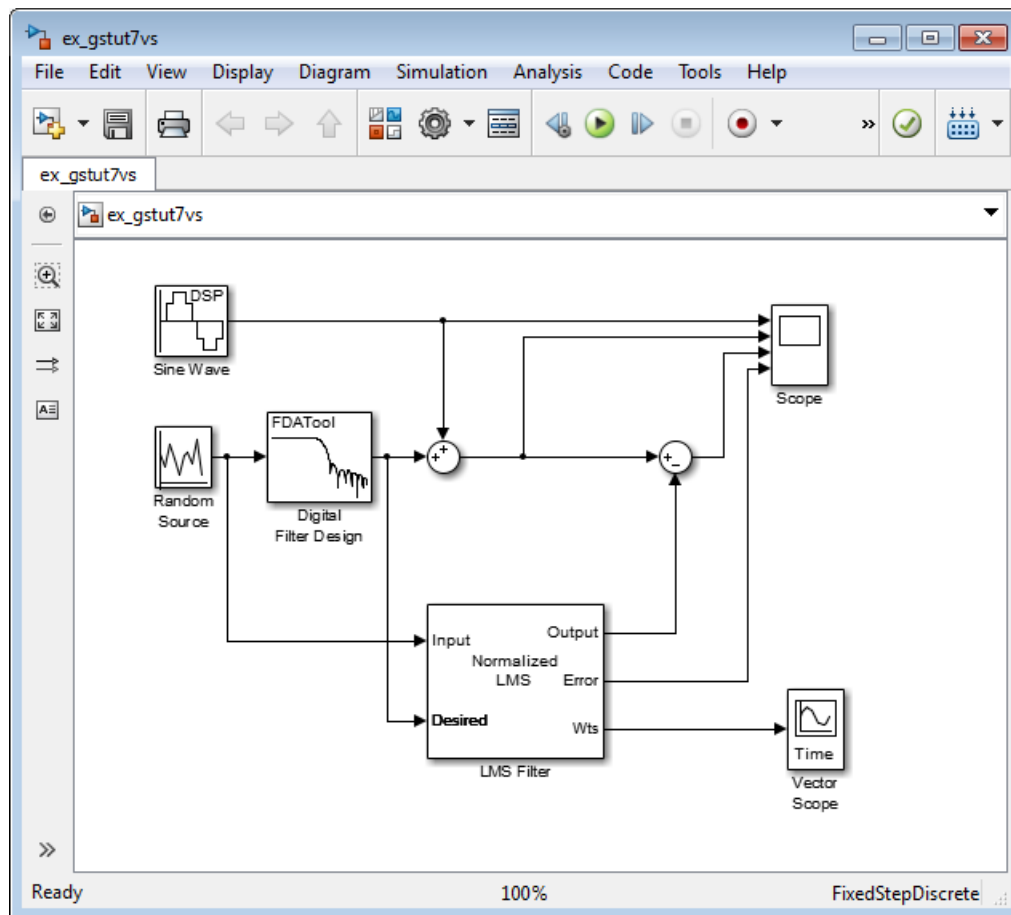 ex_gstut7vs
File Edit View Display Diagram Simulation Analysis Code Tools Help
ex_gstut7vs
ex_gstut7vs
DSP
Sine Wave
Scope
FDATool
Random
Source
Digital
Filter Design
Input
Output
Normalized
LMS
Error
Desired
Wts
LMS Filter
Time
Vector
Scope
Ready 100% FixedStepDiscrete